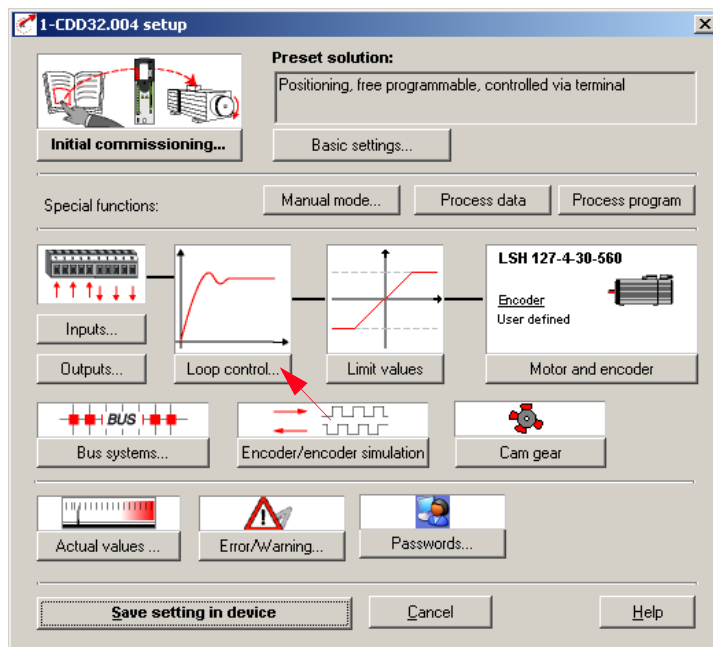 1-CDD32.004 setup
Preset solution:
Positioning, free programmable, controlled via terminal
Initial commissioning...
Basic settings...
Special functions:
Manual mode...
Process data
Process program
LSH 127-4-30-560
Encoder
User defined
Inputs...
Outputs...
Loop control...
Limit values
Motor and encoder
BUS
Bus systems...
Encoder/encoder simulation
Cam gear
Actual values ...
Error/Warning...
Passwords...
Save setting in device
Cancel
Help